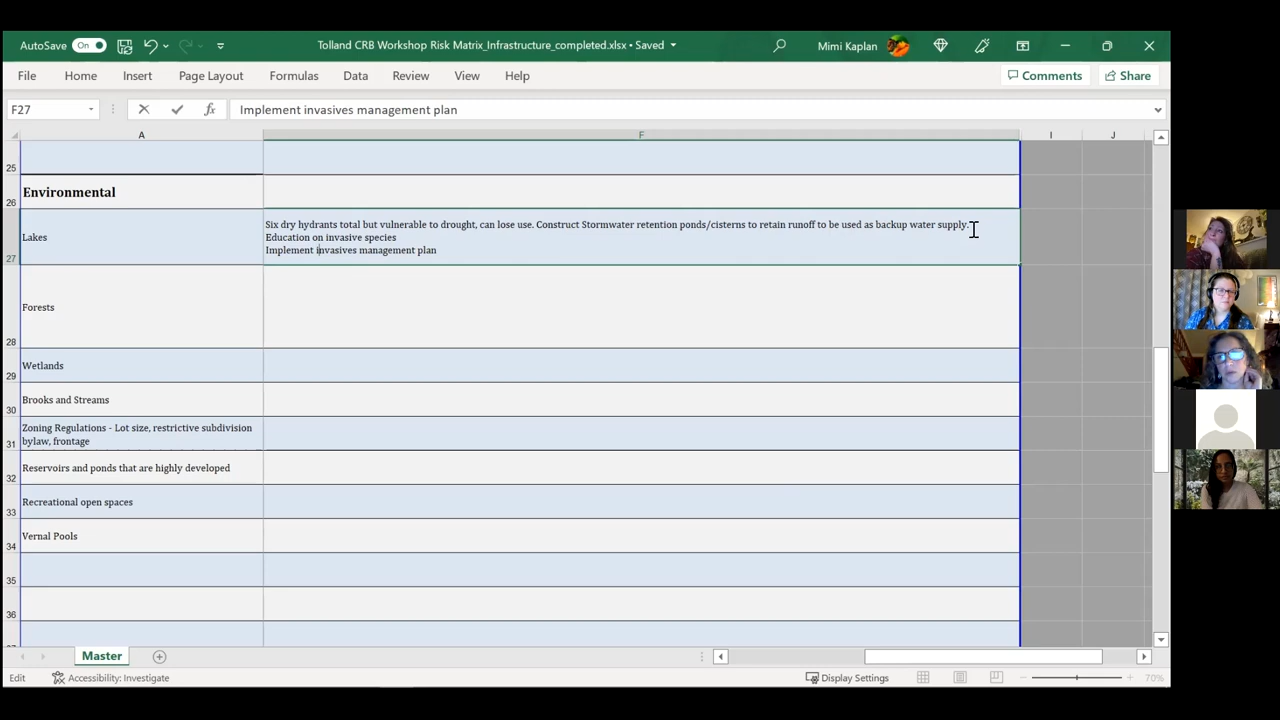 AutoSave On Tolland CRB Workshop Risk Matrix_Infrastructure_completed.xlsx • Saved Mimi Kaplan
File Home Insert Page Layout Formulas Data Review View Help Comments Share
F27 fx Implement invasives management plan
A F I J
25
26 Environmental
27 Lakes
Six dry hydrants total but vulnerable to drought, can lose use. Construct Stormwater retention ponds/cisterns to retain runoff to be used as backup water supply.
Education on invasive species
Implement invasives management plan
28 Forests
29 Wetlands
30 Brooks and Streams
31 Zoning Regulations - Lot size, restrictive subdivision
bylaw, frontage
32 Reservoirs and ponds that are highly developed
33 Recreational open spaces
34 Vernal Pools
35
36
Master
Edit Accessibility: Investigate Display Settings 70%